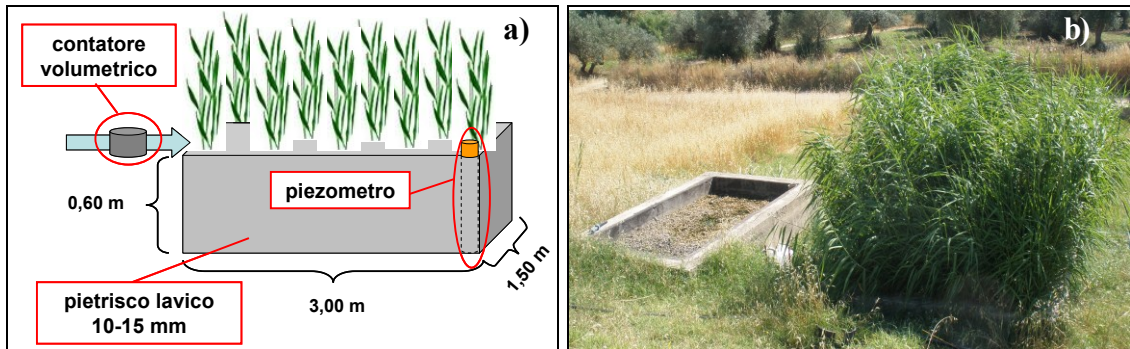 contatore
volumetrico
a)
piezometro
0,60 m
1,50 m
3,00 m
pietrisco lavico
10-15 mm
b)